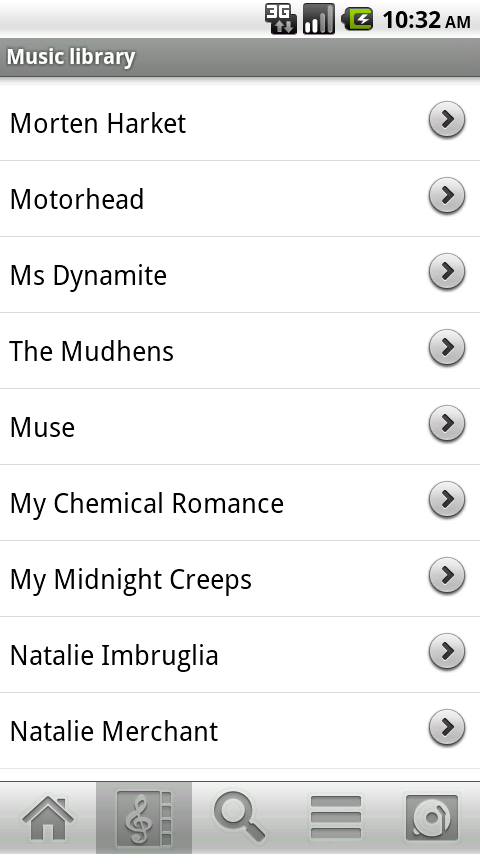 3G 10:32 AM
Music library
Morten Harket
Motorhead
Ms Dynamite
The Mudhens
Muse
My Chemical Romance
My Midnight Creeps
Natalie Imbruglia
Natalie Merchant